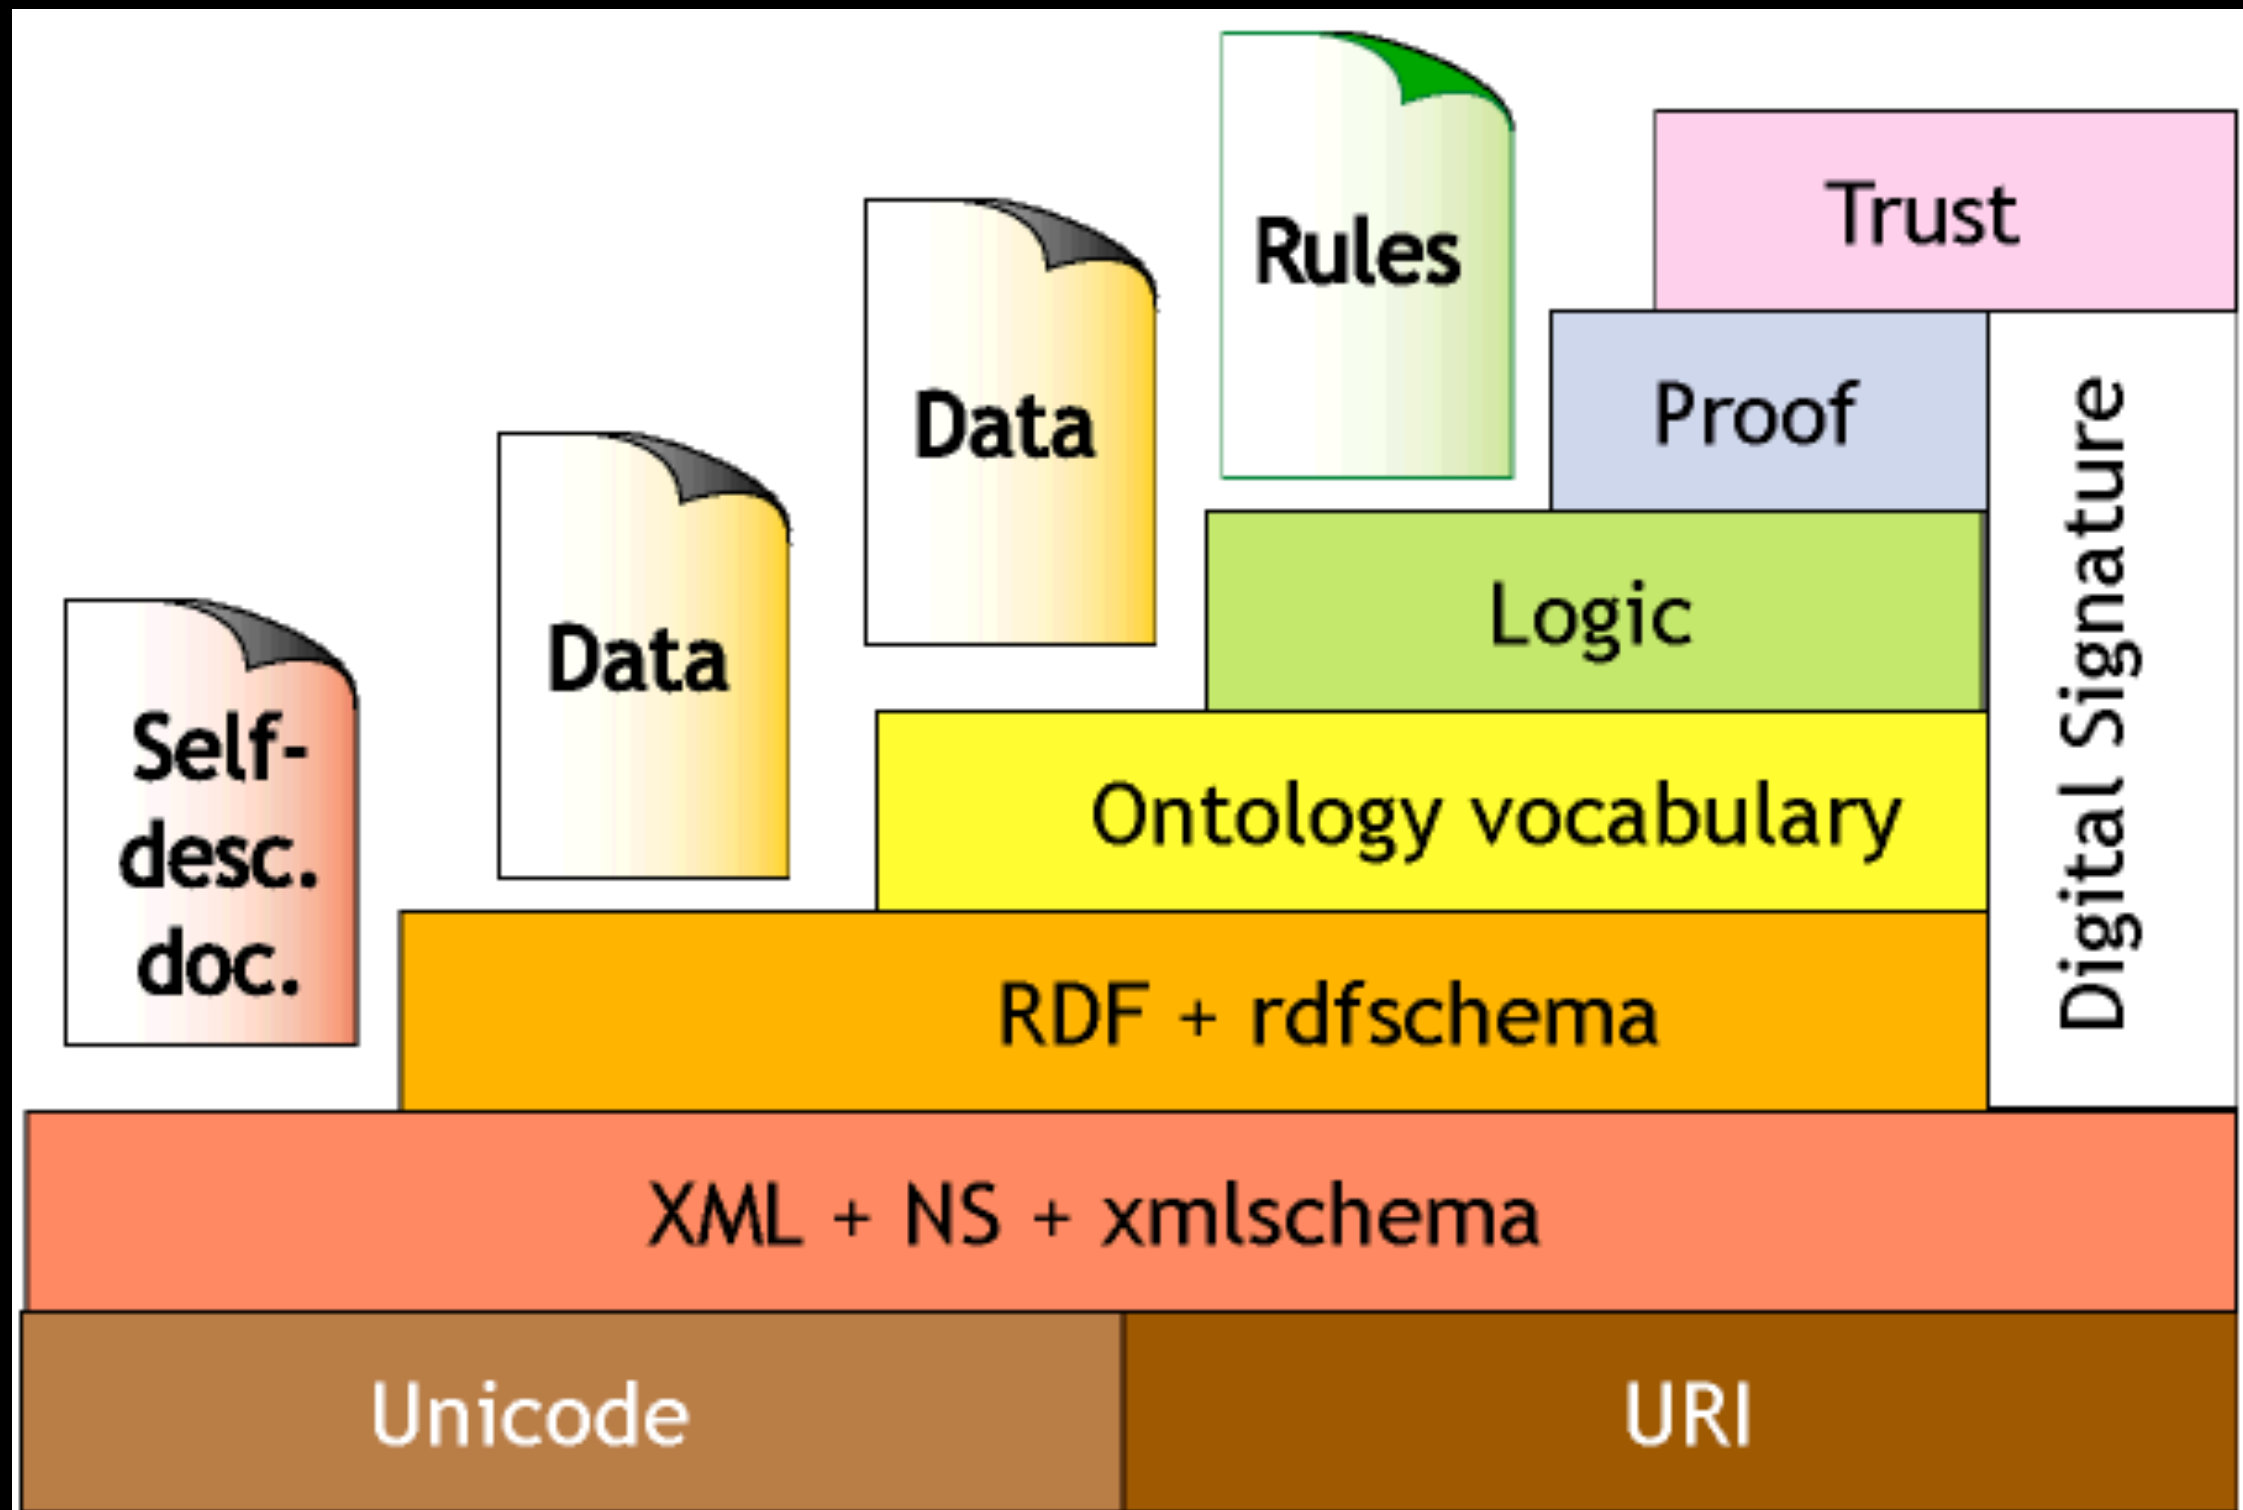 Rules
Trust
Data
Proof
Data
Logic
Digital Signature
Self-
desc.
doc.
Ontology vocabulary
RDF + rdfschema
XML + NS + xmlschema
Unicode
URI